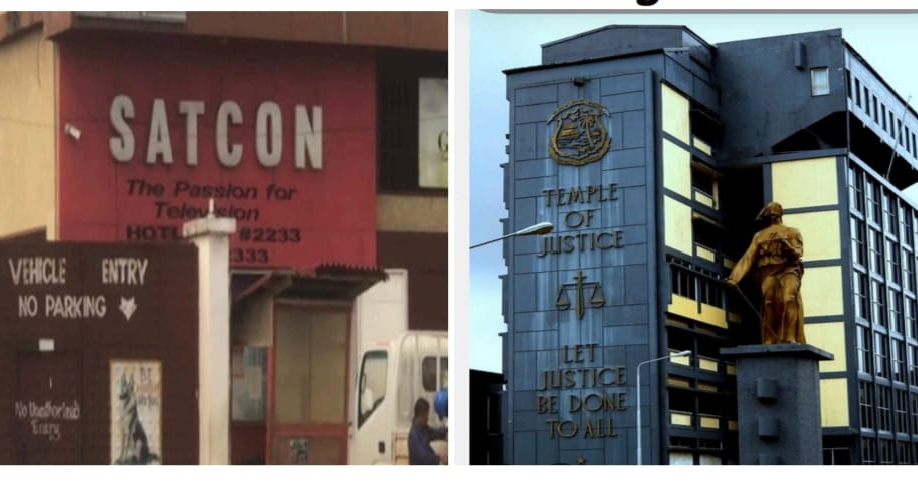 SATCON
The Passion for
Television
#2233
333
VEHICLE ENTRY
NO PARKING
No Unauthorised
Entry
G
TEMPLE
OF
JUSTICE
LET
JUSTICE
BE DONE
TO ALL